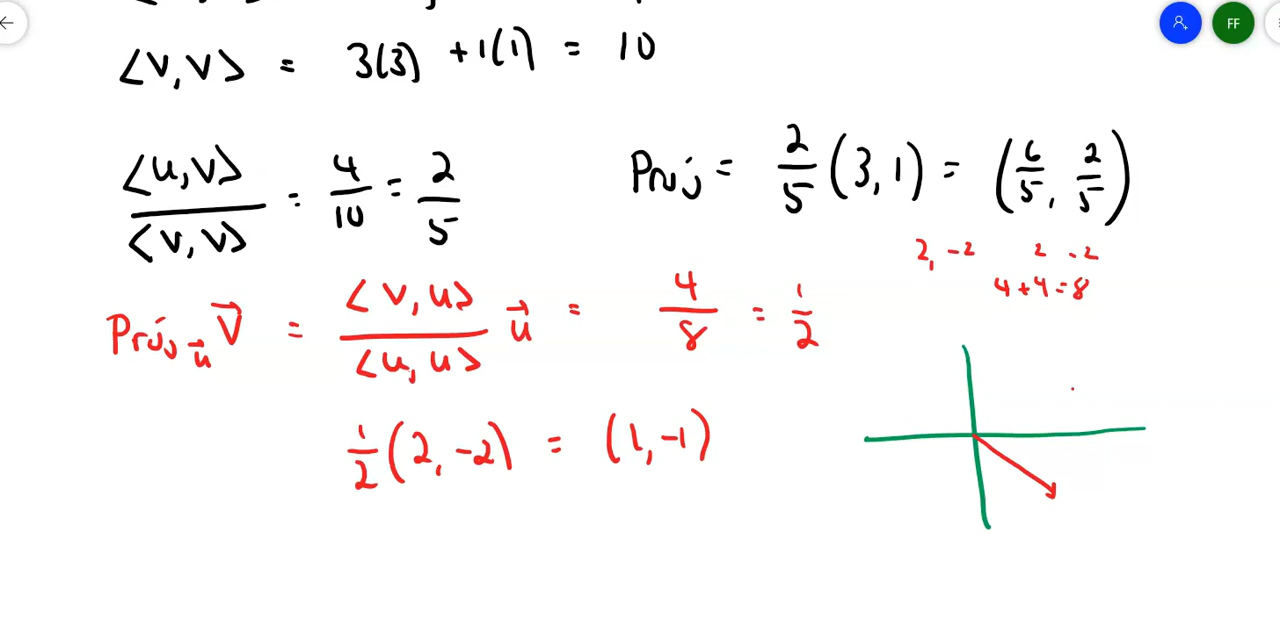 <V, V> = 3(3) + 1(1) = 10
<u, V> / <V, V> = 4/10 = 2/5
Proj = 2/5 (3, 1) = (6/5, 2/5)
2, -2 2 -2
4 + 4 = 8
Proj_u⃗ V⃗ = <V, u> / <u, u> u⃗ = 4/8 = 1/2
1/2 (2, -2) = (1, -1)
FF